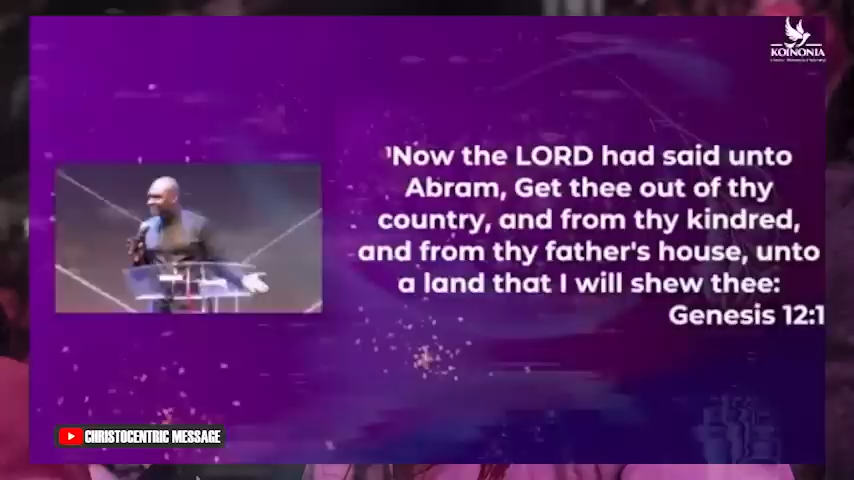 KOINONIA
¹Now the LORD had said unto
Abram, Get thee out of thy
country, and from thy kindred,
and from thy father's house, unto
a land that I will shew thee:
Genesis 12:1
CHRISTOCENTRIC MESSAGE